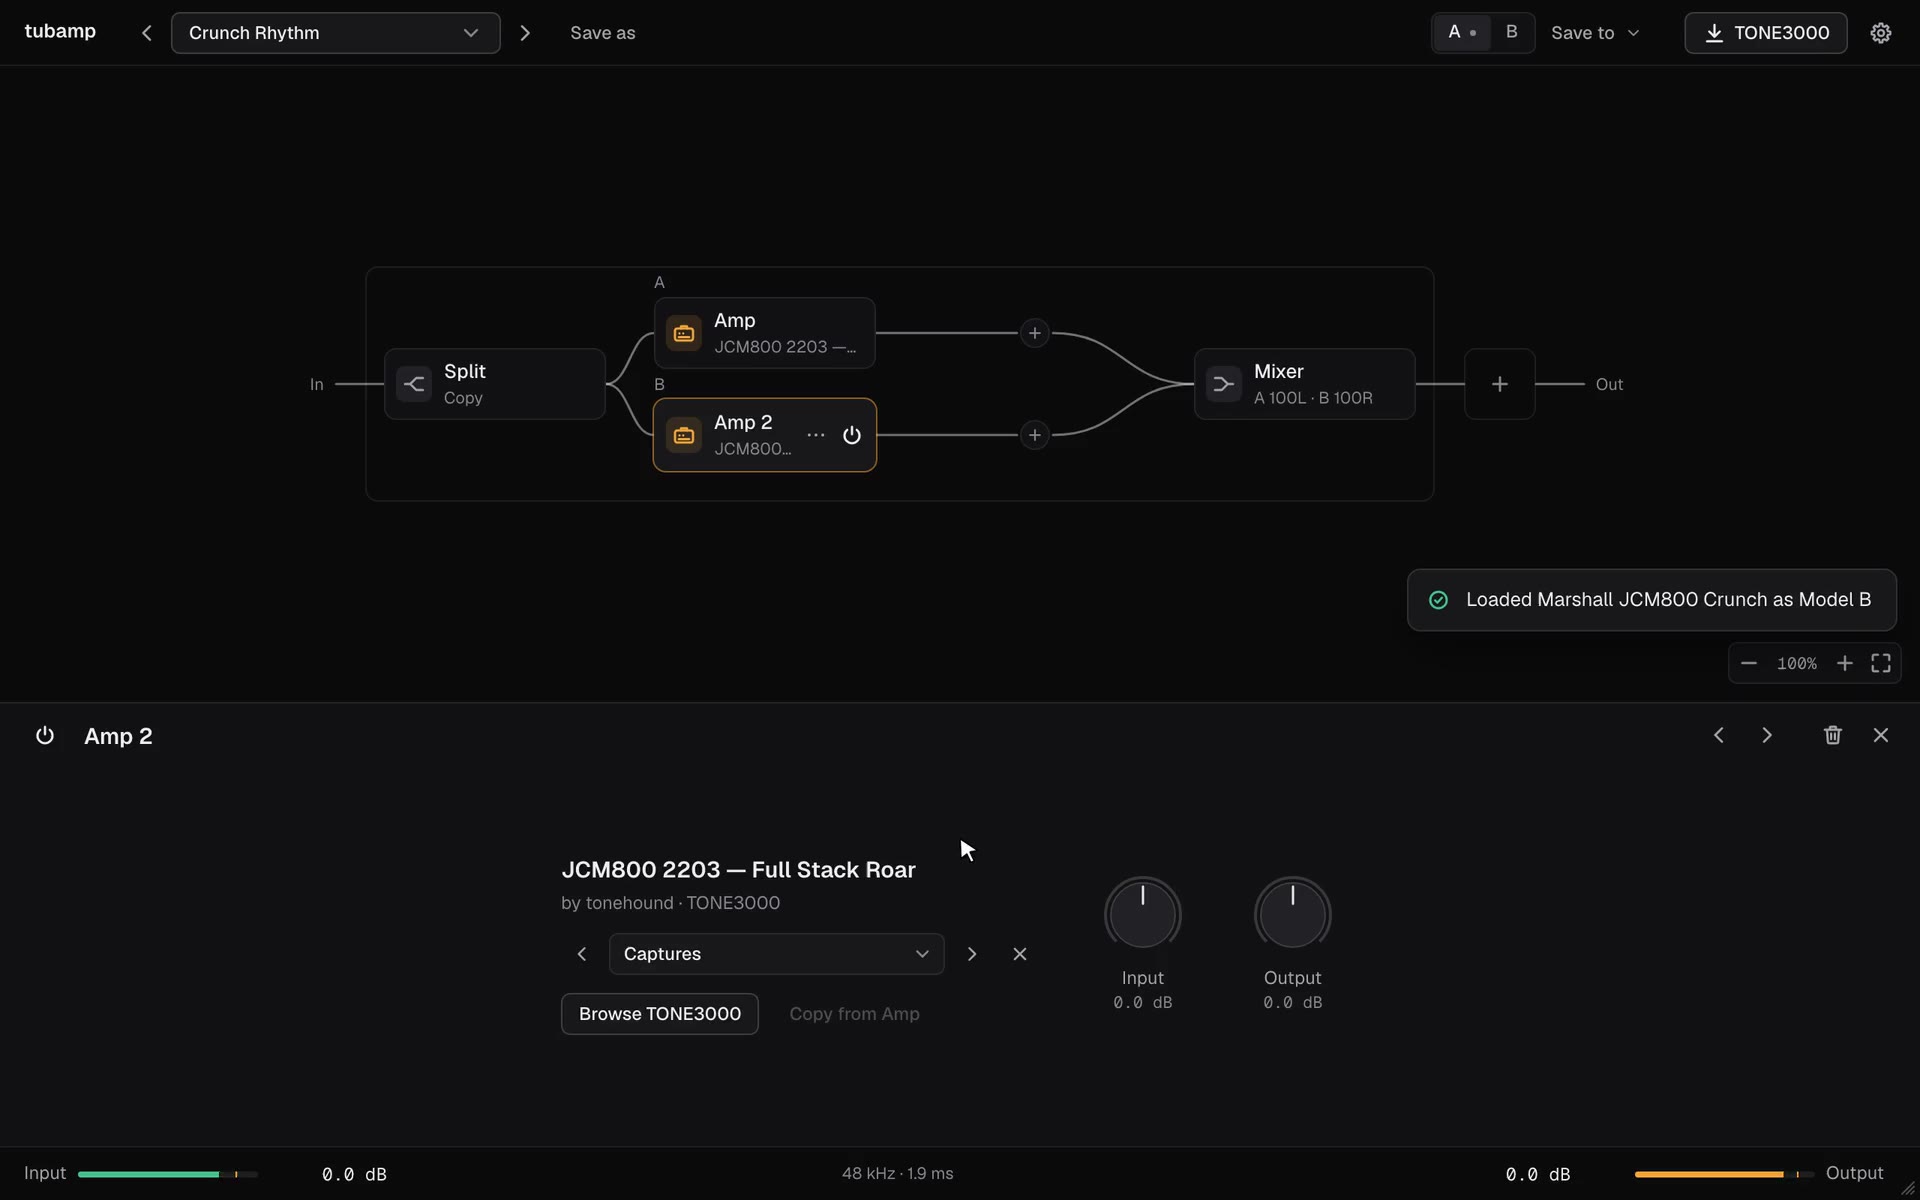 tubamp
Crunch Rhythm
Save as
A
B
Save to
TONE3000
A
Amp
JCM800 2203 —…
In
Split
Copy
B
Amp 2
JCM800…
Mixer
A 100L · B 100R
Out
Loaded Marshall JCM800 Crunch as Model B
100%
Amp 2
JCM800 2203 — Full Stack Roar
by tonehound · TONE3000
Captures
Browse TONE3000
Copy from Amp
Input
0.0 dB
Output
0.0 dB
Input
0.0 dB
48 kHz · 1.9 ms
0.0 dB
Output